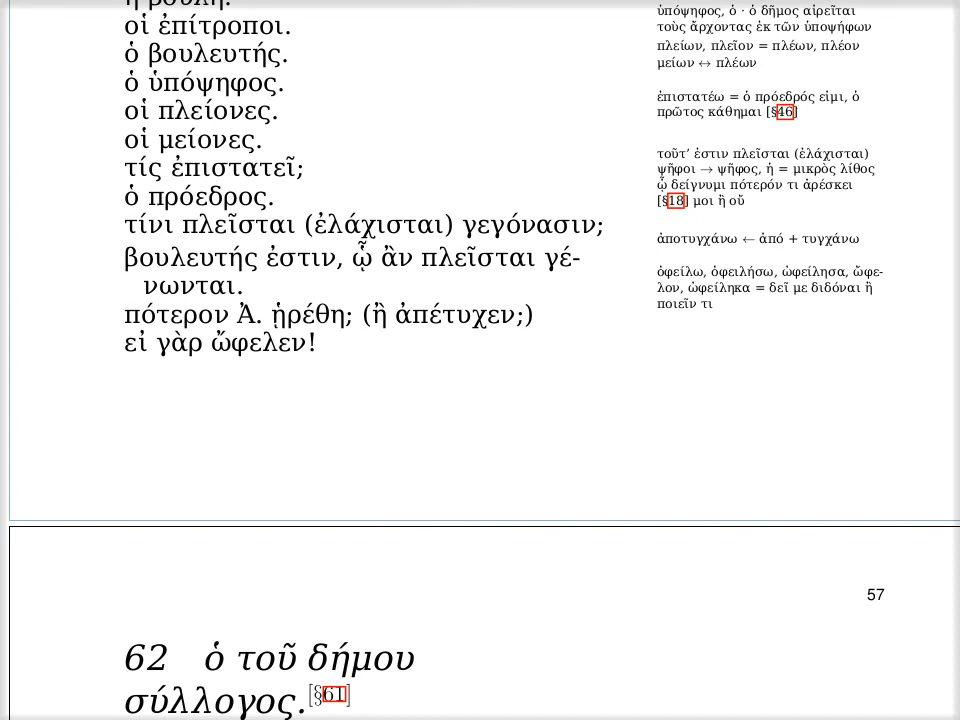 ἡ βουλή.
οἱ ἐπίτροποι.
ὁ βουλευτής.
ὁ ὑπόψηφος.
οἱ πλείονες.
οἱ μείονες.
τίς ἐπιστατεῖ;
ὁ πρόεδρος.
τίνι πλεῖσται (ἐλάχισται) γεγόνασιν;
βουλευτής ἐστιν, ᾧ ἂν πλεῖσται γέ-
νωνται.
πότερον Ἀ. ᾑρέθη; (ἢ ἀπέτυχεν;)
εἰ γὰρ ὤφελεν!
ὑπόψηφος, ὁ · ὁ δῆμος αἱρεῖται
τοὺς ἄρχοντας ἐκ τῶν ὑποψήφων
πλείων, πλεῖον = πλέων, πλέον
μείων ↔ πλέων
ἐπιστατέω = ὁ πρόεδρός εἰμι, ὁ
πρῶτος κάθημαι [§46]
τοῦτ’ ἐστιν πλεῖσται (ἐλάχισται)
ψῆφοι → ψῆφος, ἡ = μικρὸς λίθος
ᾧ δείγνυμι πότερόν τι ἀρέσκει
[§18] μοι ἢ οὔ
ἀποτυγχάνω ← ἀπό + τυγχάνω
ὀφείλω, ὀφειλήσω, ὠφείλησα, ὤφε-
λον, ὠφείληκα = δεῖ με διδόναι ἢ
ποιεῖν τι
57
62 ὁ τοῦ δήμου
σύλλογος.[§61]